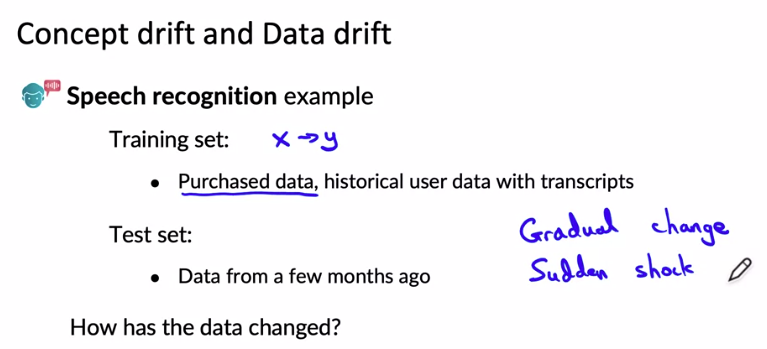 Concept drift and Data drift
Speech recognition example
Training set: x → y
• Purchased data, historical user data with transcripts
Test set:
• Data from a few months ago
Gradual change
Sudden shock
How has the data changed?